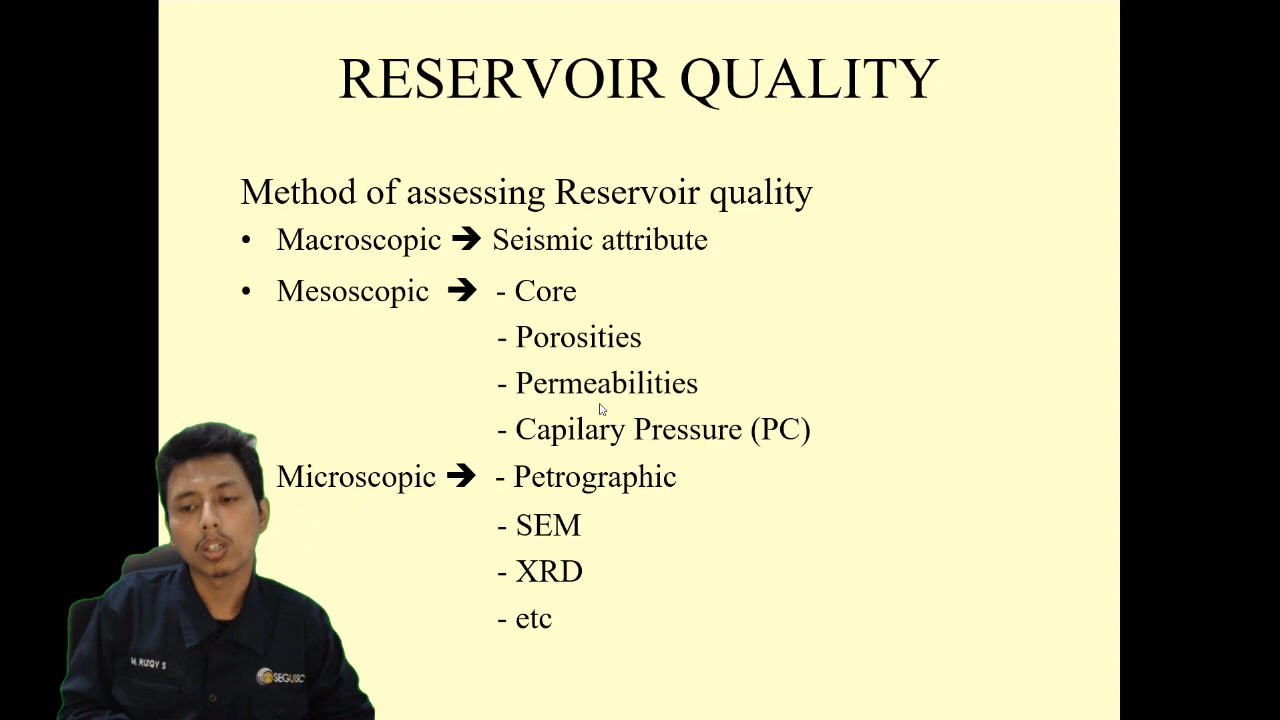 RESERVOIR QUALITY
Method of assessing Reservoir quality
• Macroscopic ➔ Seismic attribute
• Mesoscopic ➔ - Core
- Porosities
- Permeabilities
- Capilary Pressure (PC)
Microscopic ➔ - Petrographic
- SEM
- XRD
- etc
M. RIZQY S